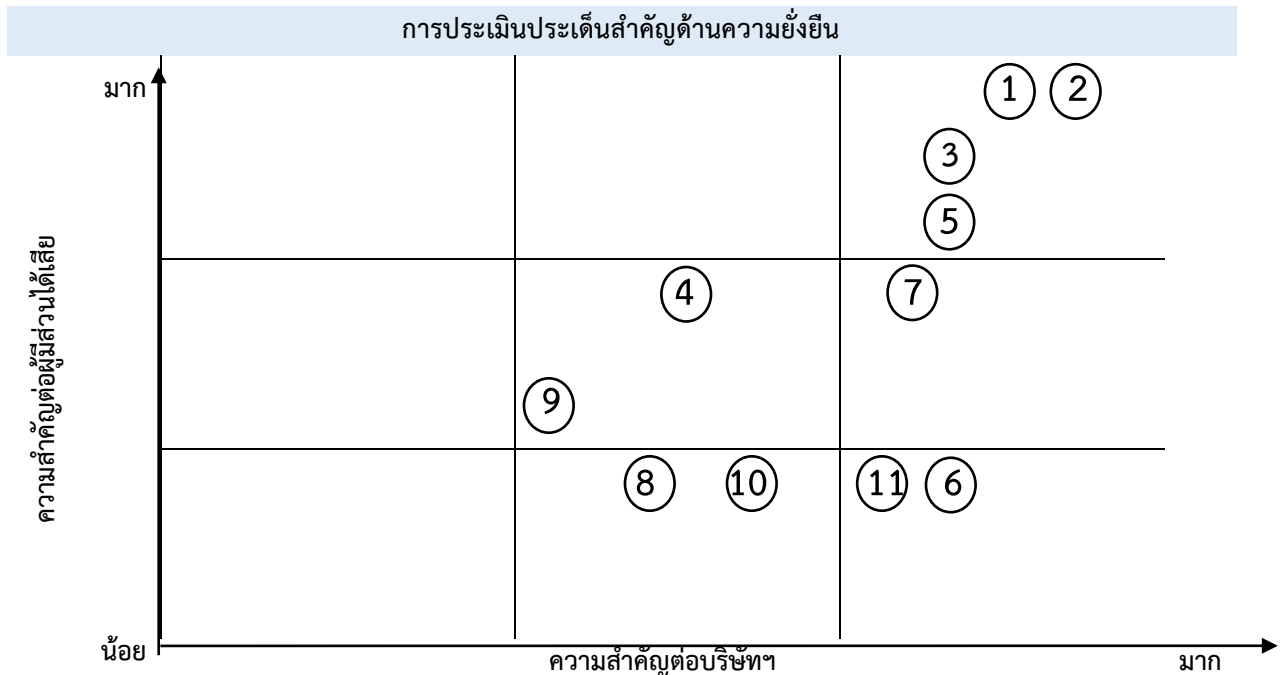 การประเมินประเด็นสำคัญด้านความยั่งยืน
มาก
1 2
3
5
ความสำคัญต่อผู้มีส่วนได้เสีย
4 7
9
8 10 11 6
น้อย
ความสำคัญต่อบริษัทฯ มาก